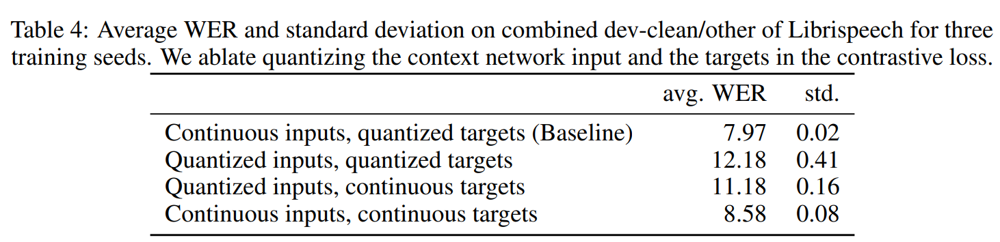 Table 4: Average WER and standard deviation on combined dev-clean/other of Librispeech for three
training seeds. We ablate quantizing the context network input and the targets in the contrastive loss.
avg. WER std.
Continuous inputs, quantized targets (Baseline) 7.97 0.02
Quantized inputs, quantized targets 12.18 0.41
Quantized inputs, continuous targets 11.18 0.16
Continuous inputs, continuous targets 8.58 0.08